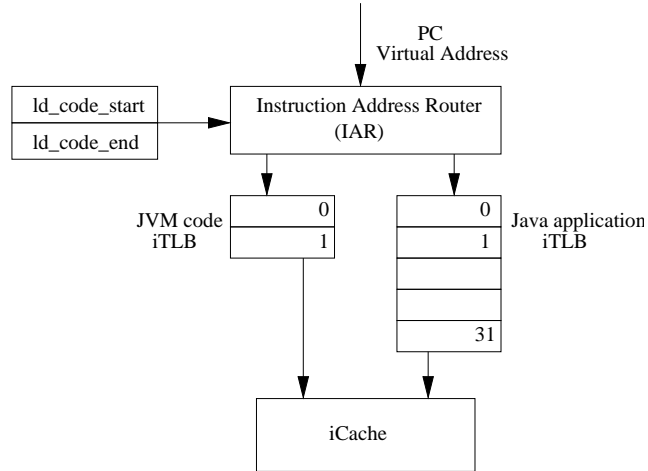 PC
Virtual Address
ld_code_start
ld_code_end
Instruction Address Router
(IAR)
JVM code
iTLB
0
1
0
1
31
Java application
iTLB
iCache